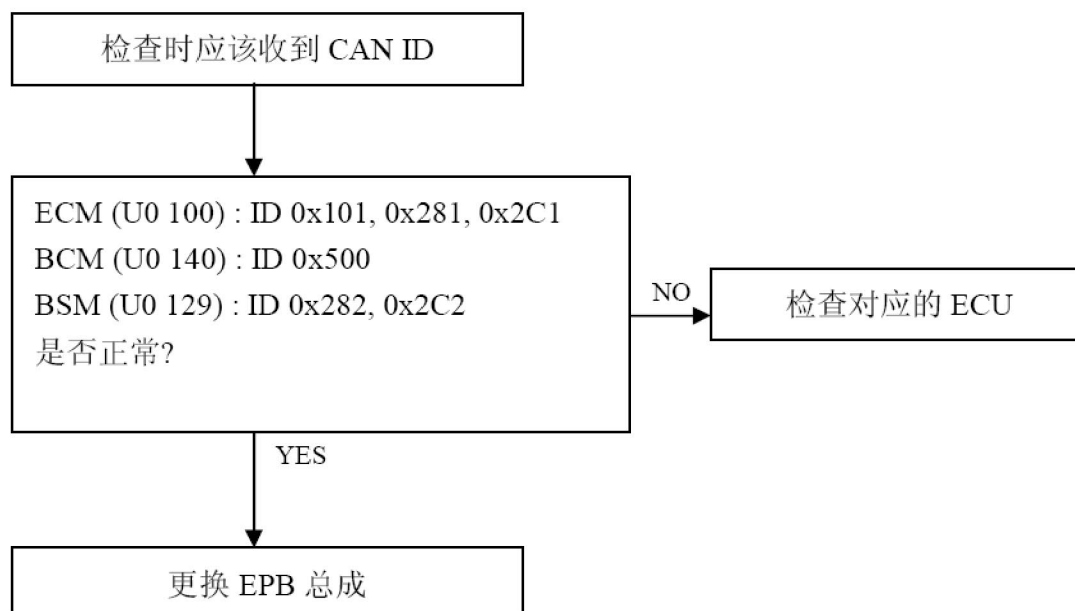 检查时应该收到 CAN ID
ECM (U0 100) : ID 0x101, 0x281, 0x2C1
BCM (U0 140) : ID 0x500
BSM (U0 129) : ID 0x282, 0x2C2
是否正常?
NO
检查对应的 ECU
YES
更换 EPB 总成